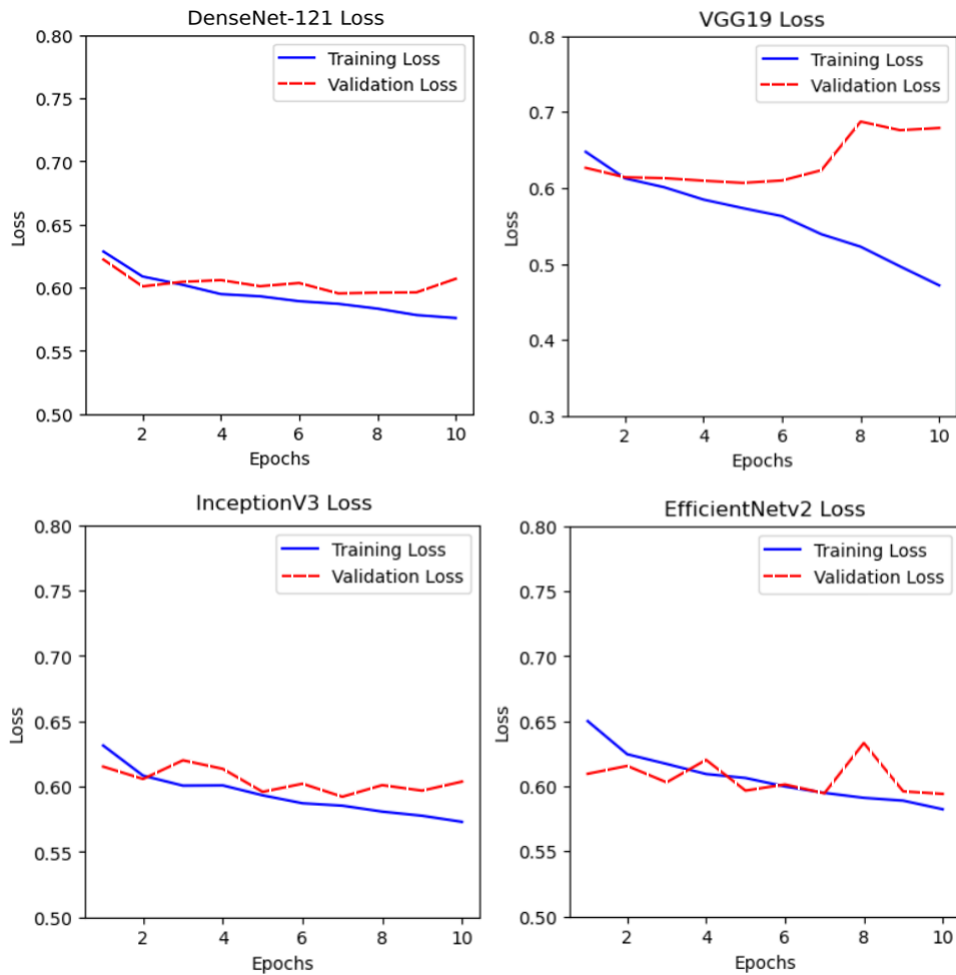 DenseNet-121 Loss
0.80
0.75
0.70
0.65
0.60
0.55
0.50
Loss
Training Loss
Validation Loss
2 4 6 8 10
Epochs
VGG19 Loss
0.8
0.7
0.6
0.5
0.4
0.3
Loss
Training Loss
Validation Loss
2 4 6 8 10
Epochs
InceptionV3 Loss
0.80
0.75
0.70
0.65
0.60
0.55
0.50
Loss
Training Loss
Validation Loss
2 4 6 8 10
Epochs
EfficientNetv2 Loss
0.80
0.75
0.70
0.65
0.60
0.55
0.50
Loss
Training Loss
Validation Loss
2 4 6 8 10
Epochs